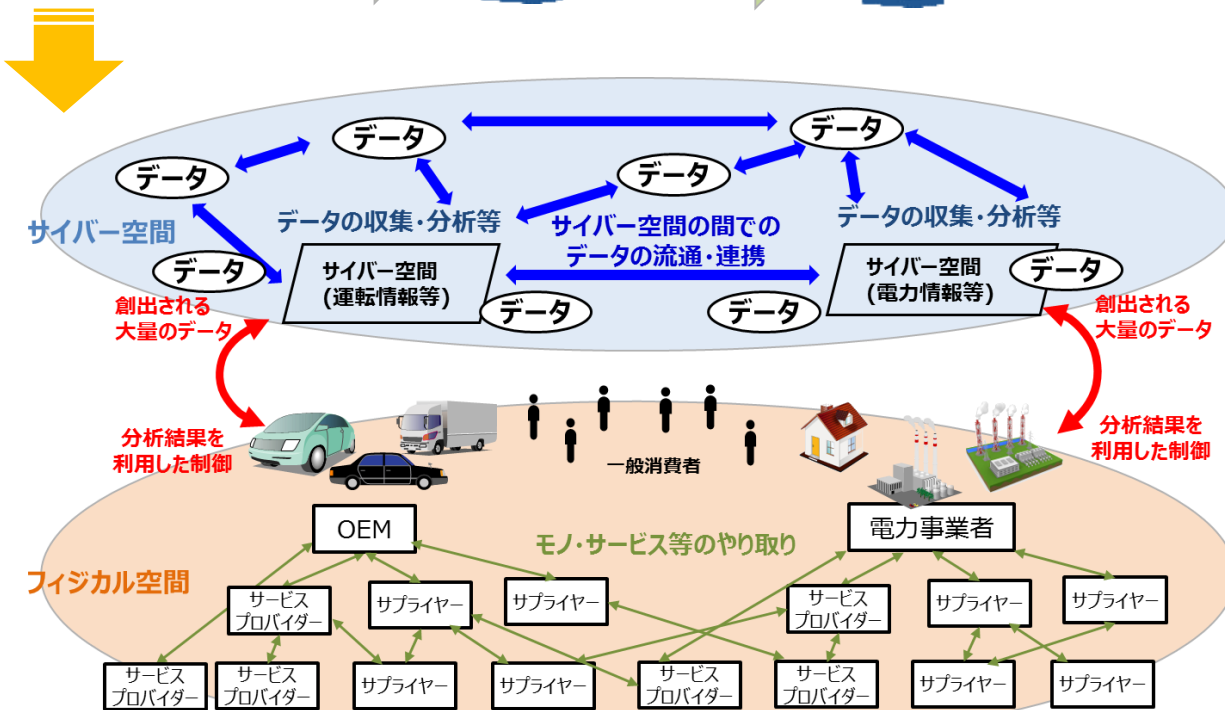 データ
データ
データ
データ
サイバー空間
データの収集・分析等
サイバー空間の間での
データの流通・連携
データの収集・分析等
データ
サイバー空間
(運転情報等)
データ
データ
サイバー空間
(電力情報等)
データ
創出される
大量のデータ
創出される
大量のデータ
分析結果を
利用した制御
一般消費者
分析結果を
利用した制御
OEM
モノ・サービス等のやり取り
電力事業者
フィジカル空間
サービス
プロバイダー
サプライヤー
サプライヤー
サービス
プロバイダー
サプライヤー
サプライヤー
サービス
プロバイダー
サービス
プロバイダー
サプライヤー
サプライヤー
サービス
プロバイダー
サービス
プロバイダー
サプライヤー
サプライヤー